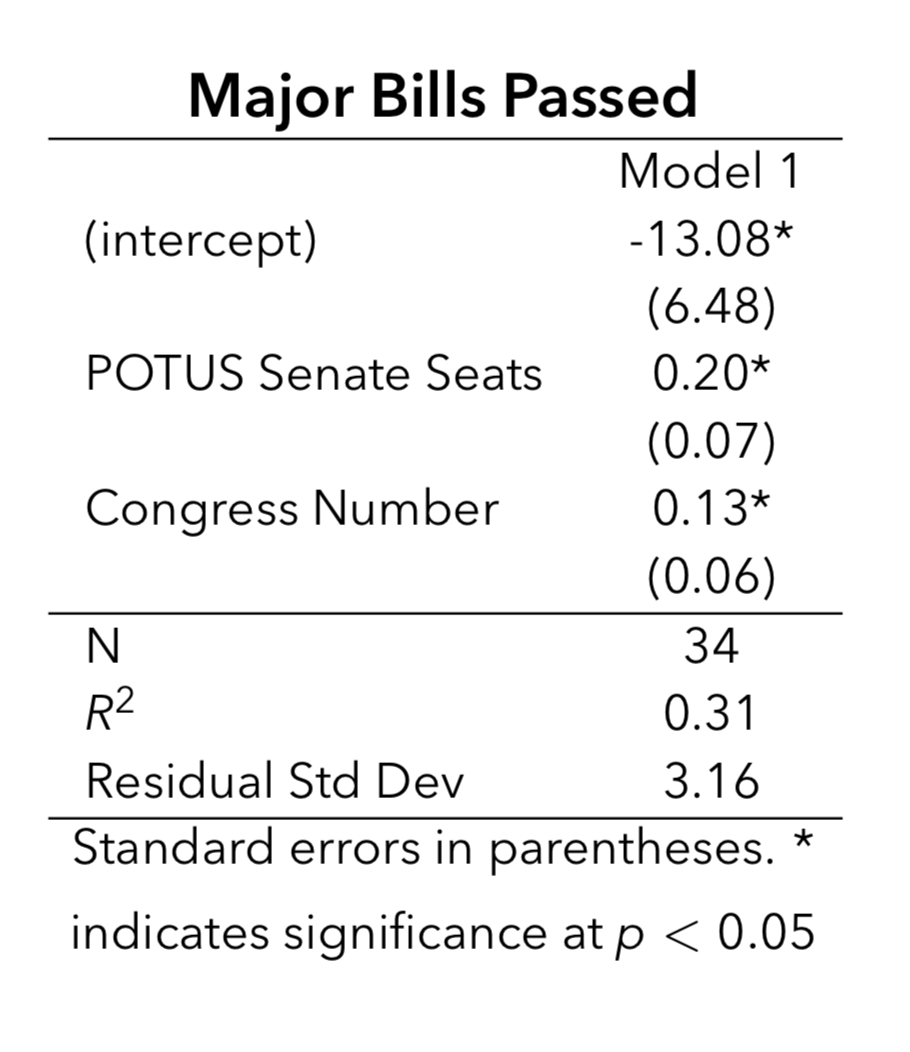 Major Bills Passed
Model 1
(intercept) -13.08*
(6.48)
POTUS Senate Seats 0.20*
(0.07)
Congress Number 0.13*
(0.06)
N 34
R² 0.31
Residual Std Dev 3.16
Standard errors in parentheses. *
indicates significance at p < 0.05